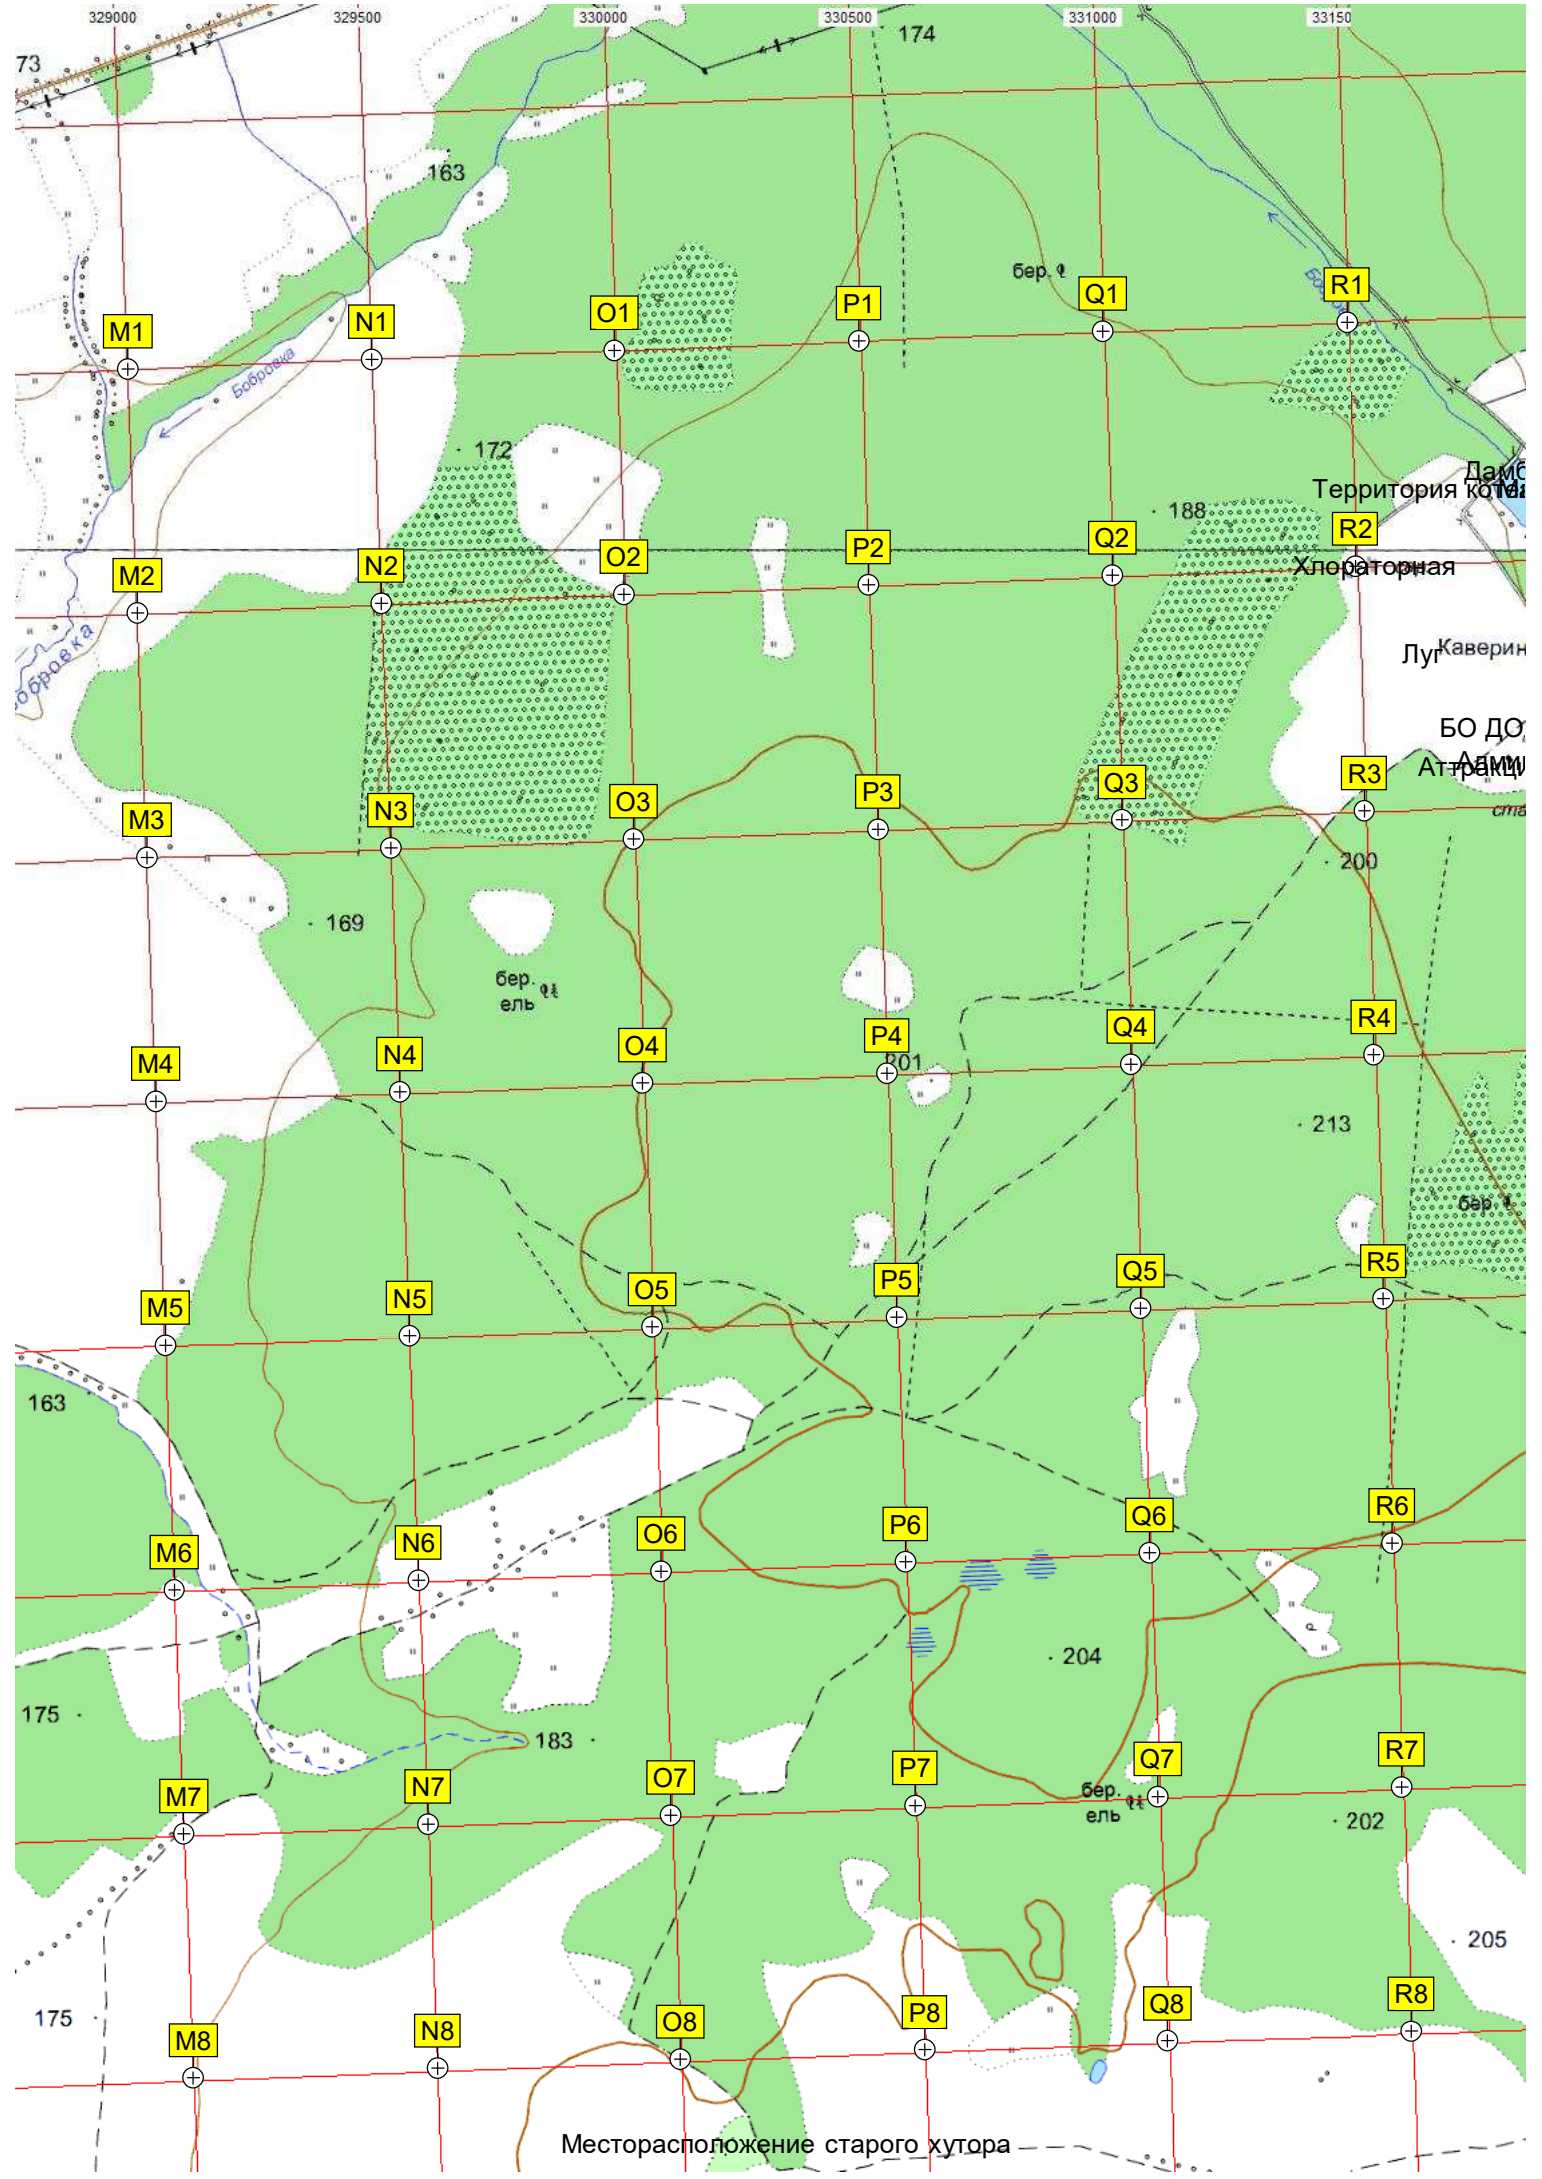 329000 329500 330000 330500 331000 33150
174
73
163
бер.
R1
Q1
P1
O1
N1
M1
Бобровка
172
Дамб
Территория
188
R2
Q2
P2
O2
N2
M2
Хлораторная
Бобровка
Луг
Каверин
БО ДО
R3
Q3
P3
O3
N3
M3
Аттракци
200
169
бер.
ель
R4
Q4
P4
O4
N4
M4
201
213
бер.
R5
Q5
P5
O5
N5
M5
163
R6
Q6
P6
O6
N6
M6
204
175
183
R7
Q7
P7
O7
N7
M7
бер.
ель
202
205
175
R8
Q8
P8
O8
N8
M8
Месторасположение старого хутора